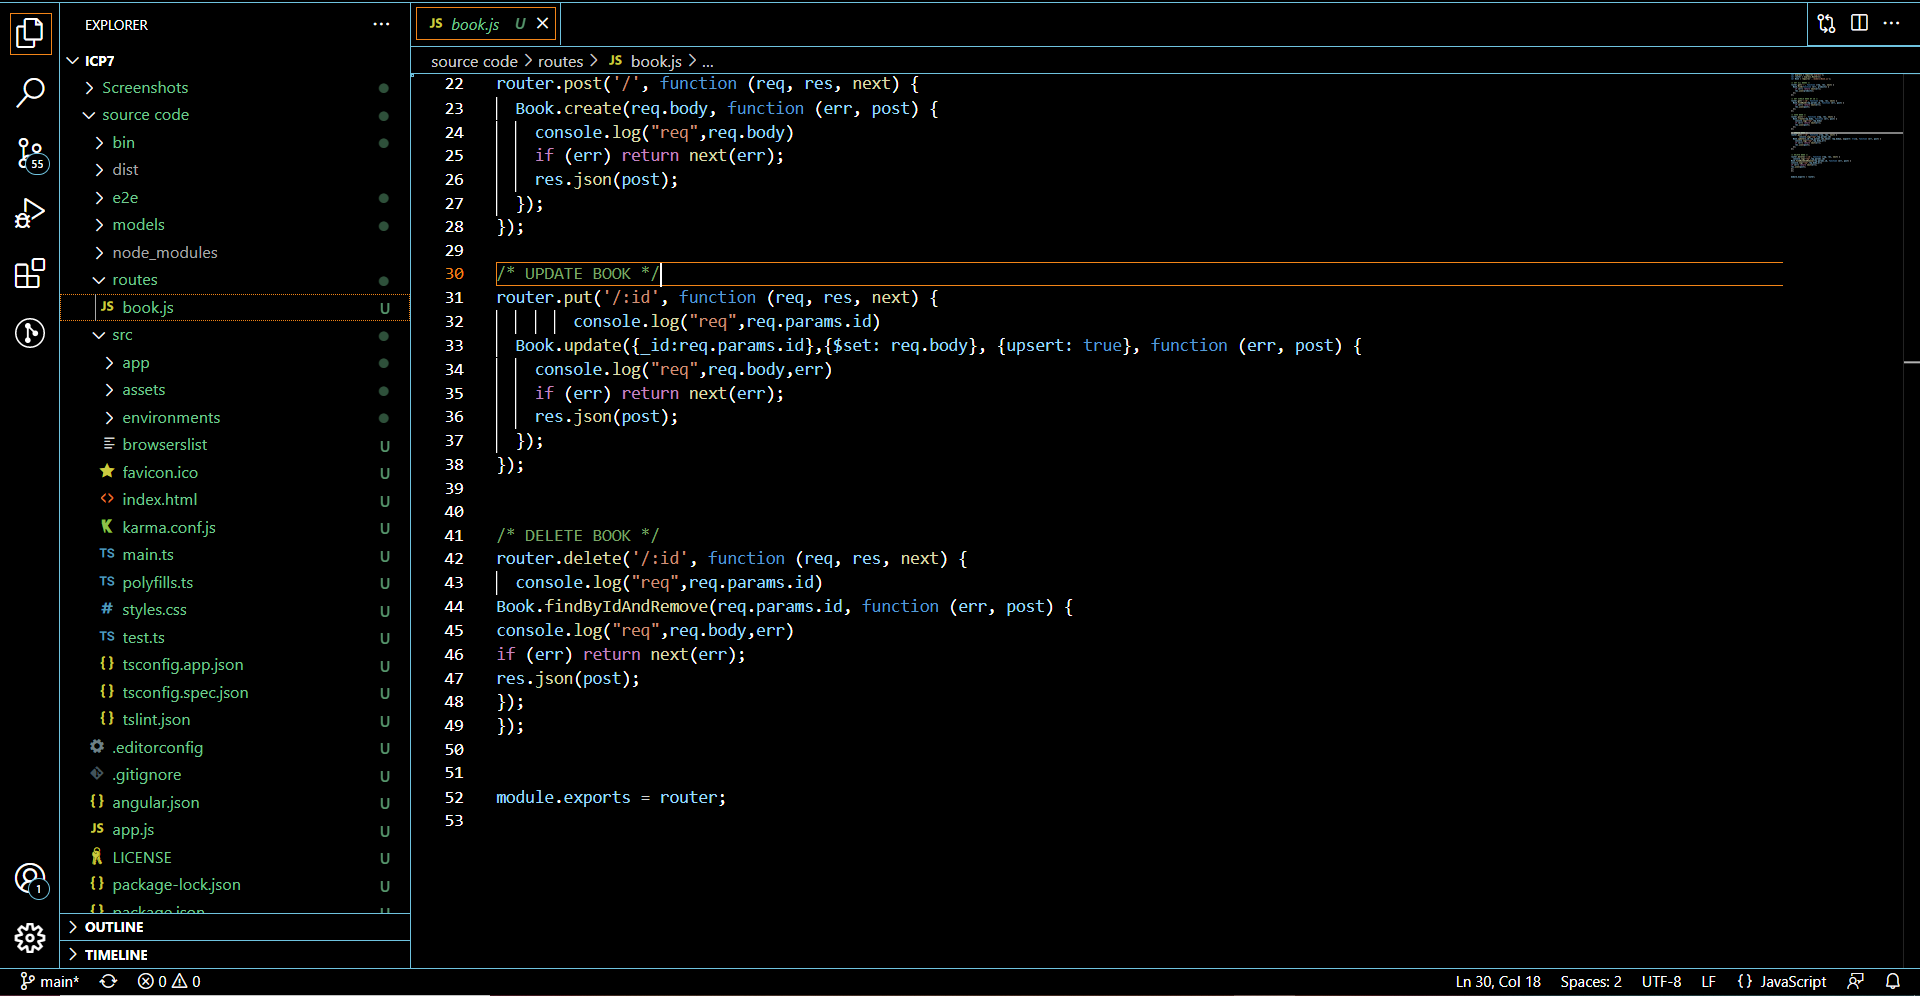 EXPLORER
ICP7
Screenshots
source code
bin
dist
e2e
models
node_modules
routes
JS book.js U
src
app
assets
environments
browserslist U
favicon.ico U
index.html U
karma.conf.js U
TS main.ts U
TS polyfills.ts U
# styles.css U
TS test.ts U
{} tsconfig.app.json U
{} tsconfig.spec.json U
{} tslint.json U
.editorconfig U
.gitignore U
{} angular.json U
JS app.js U
LICENSE U
{} package-lock.json U
{} package.json U
OUTLINE
TIMELINE
55
1
JS book.js U
source code > routes > JS book.js > ...
22 router.post('/', function (req, res, next) {
23 Book.create(req.body, function (err, post) {
24 console.log("req",req.body)
25 if (err) return next(err);
26 res.json(post);
27 });
28 });
29
30 /* UPDATE BOOK */
31 router.put('/:id', function (req, res, next) {
32 console.log("req",req.params.id)
33 Book.update({_id:req.params.id},{$set: req.body}, {upsert: true}, function (err, post) {
34 console.log("req",req.body,err)
35 if (err) return next(err);
36 res.json(post);
37 });
38 });
39
40
41 /* DELETE BOOK */
42 router.delete('/:id', function (req, res, next) {
43 console.log("req",req.params.id)
44 Book.findByIdAndRemove(req.params.id, function (err, post) {
45 console.log("req",req.body,err)
46 if (err) return next(err);
47 res.json(post);
48 });
49 });
50
51
52 module.exports = router;
53
main* 0 0 Ln 30, Col 18 Spaces: 2 UTF-8 LF {} JavaScript